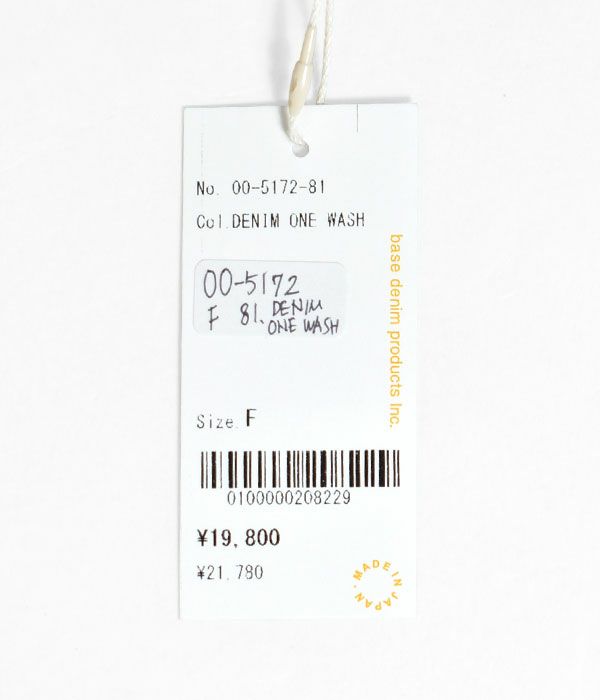 No. 00-5172-81
Col.DENIM ONE WASH
base denim products Inc.
00-5172
F 81. DENIM
ONE WASH
Size. F
0100000208229
¥19,800
¥21,780
MADE IN JAPAN